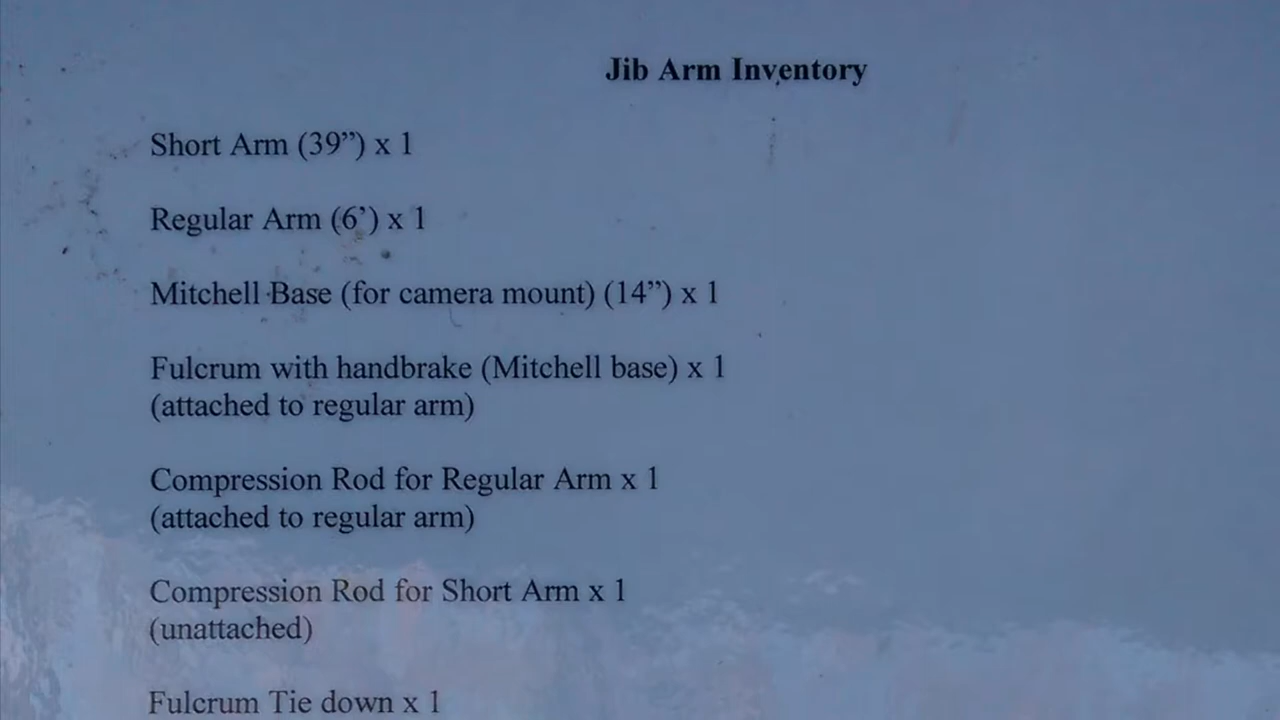 Jib Arm Inventory
Short Arm (39”) x 1
Regular Arm (6’) x 1
Mitchell Base (for camera mount) (14”) x 1
Fulcrum with handbrake (Mitchell base) x 1
(attached to regular arm)
Compression Rod for Regular Arm x 1
(attached to regular arm)
Compression Rod for Short Arm x 1
(unattached)
Fulcrum Tie down x 1